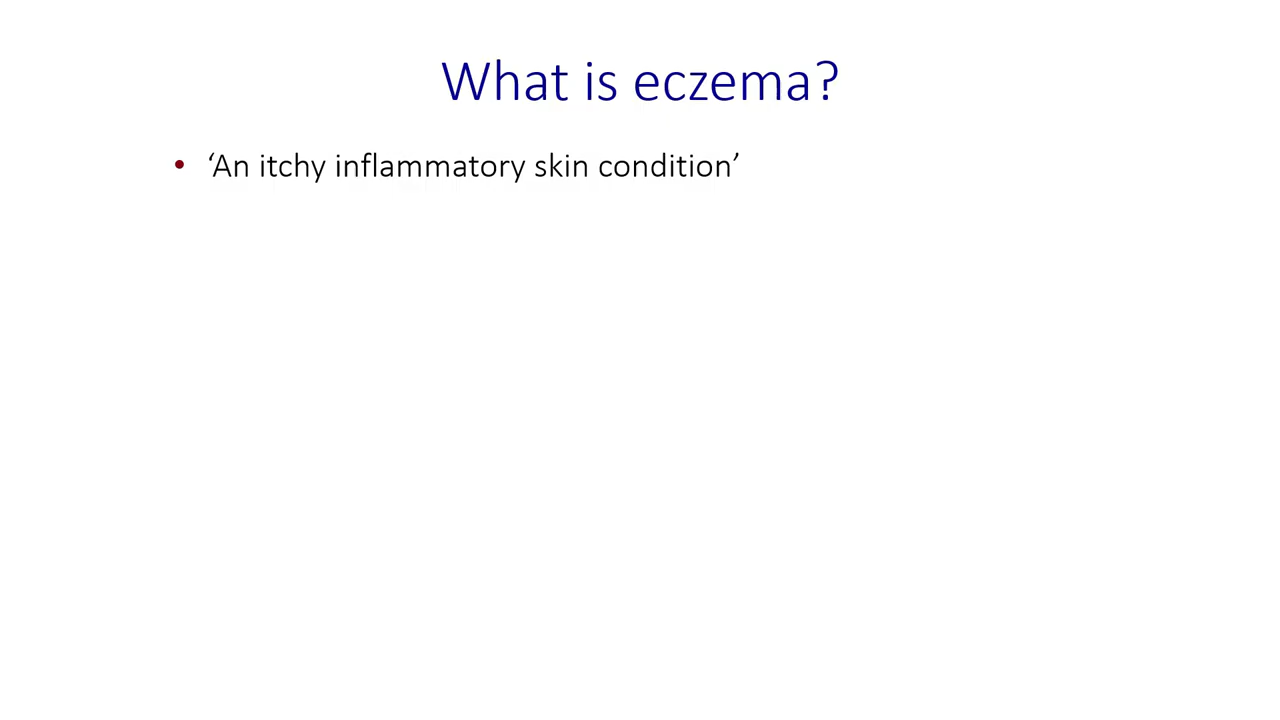 What is eczema?
• ‘An itchy inflammatory skin condition’